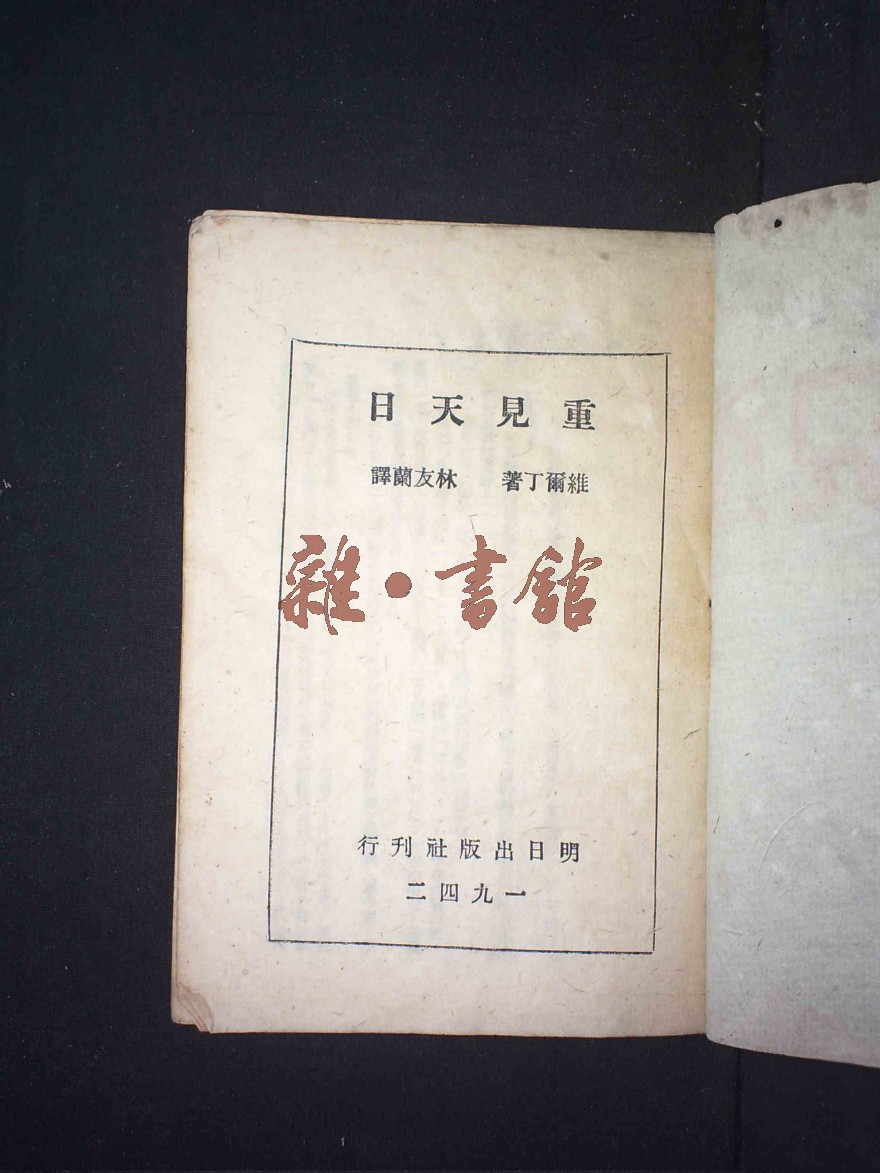 重見天日
維爾丁著 林友蘭譯
雜·書館
明日出版社刊行
一九四二